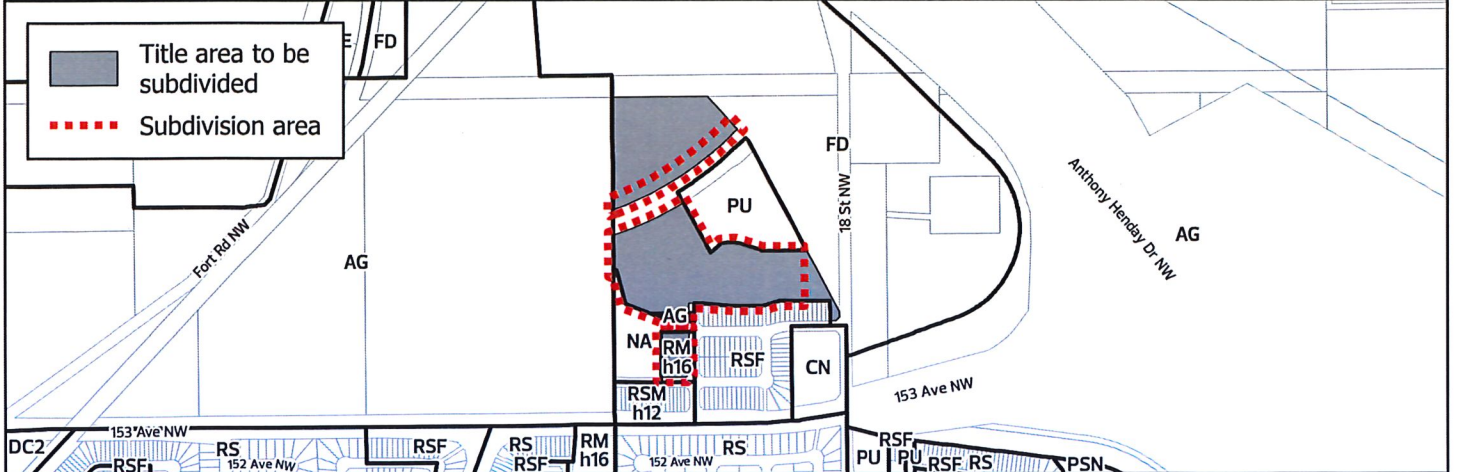 Title area to be
subdivided
Subdivision area
E
FD
FD
PU
18 St NW
Anthony Henday Dr NW
AG
Fort Rd NW
AG
AG
NA
RM
h16
RSF
CN
RSM
h12
153 Ave NW
153 Ave NW
DC2
RS
RSF
RS
RM
h16
RS
RSF
152 Ave NW
RSF
RSF
152 Ave NW
PU
PU
RSF
RS
PSN